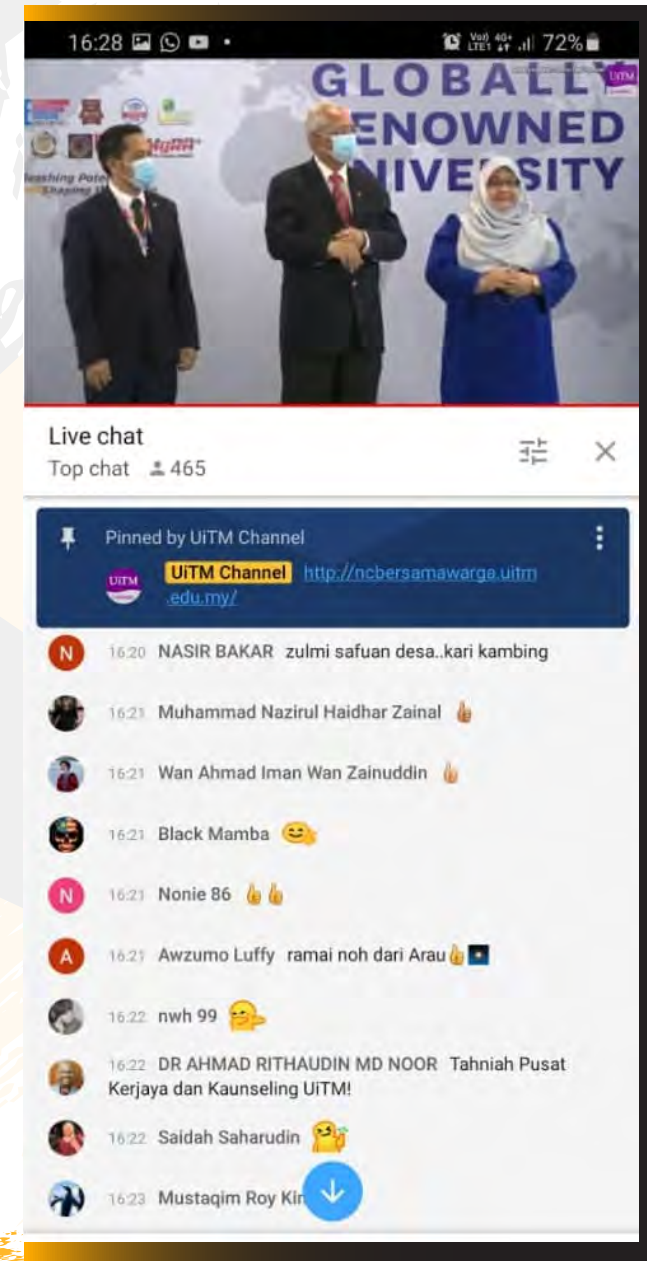 16:28
Vo)) 4G+
LTE1
72%
GLOBALLY
UiTM
RENOWNED
UNIVERSITY
Live chat
Top chat 465
Pinned by UiTM Channel
UiTM
UiTM Channel http://ncbersamawarga.uitm
.edu.my/
N 16:20 NASIR BAKAR zulmi safuan desa..kari kambing
16:21 Muhammad Nazirul Haidhar Zainal 👍
16:21 Wan Ahmad Iman Wan Zainuddin 👍
16:21 Black Mamba
N 16:21 Nonie 86 👍👍
A 16:21 Awzumo Luffy ramai noh dari Arau👍
16:22 nwh 99
16:22 DR AHMAD RITHAUDIN MD NOOR Tahniah Pusat
Kerjaya dan Kaunseling UiTM!
16:22 Saidah Saharudin
16:23 Mustaqim Roy